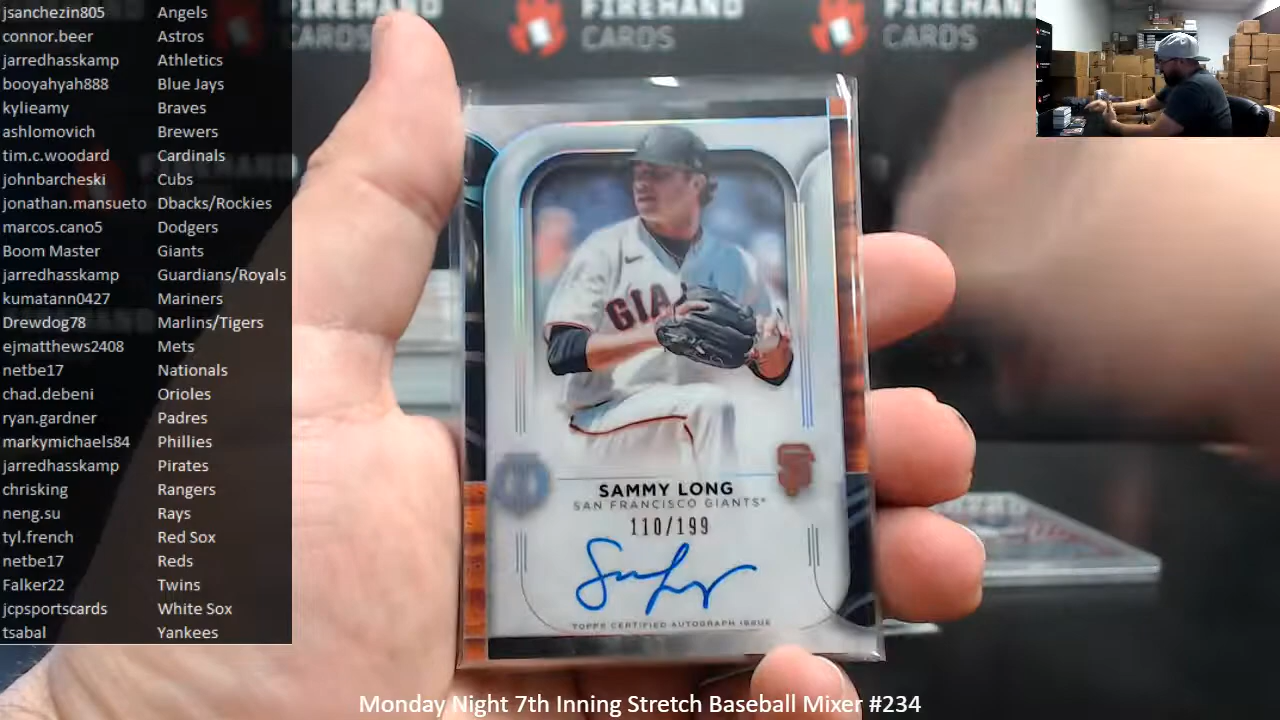 jsanchezin805 Angels
connor.beer Astros
jarredhasskamp Athletics
booyahyah888 Blue Jays
kylieamy Braves
ashlomovich Brewers
tim.c.woodard Cardinals
johnbarcheski Cubs
jonathan.mansueto Dbacks/Rockies
marcos.cano5 Dodgers
Boom Master Giants
jarredhasskamp Guardians/Royals
kumatann0427 Mariners
Drewdog78 Marlins/Tigers
ejmatthews2408 Mets
netbe17 Nationals
chad.debeni Orioles
ryan.gardner Padres
markymichaels84 Phillies
jarredhasskamp Pirates
chrisking Rangers
neng.su Rays
tyl.french Red Sox
netbe17 Reds
Falker22 Twins
jcpsportscards White Sox
tsabal Yankees
FIREHAND
CARDS
FIREHAND
CARDS
CARDS
GIA
SF
SAMMY LONG
SAN FRANCISCO GIANTS
110/199
TOPPS CERTIFIED AUTOGRAPH ISSUE
Monday Night 7th Inning Stretch Baseball Mixer #234